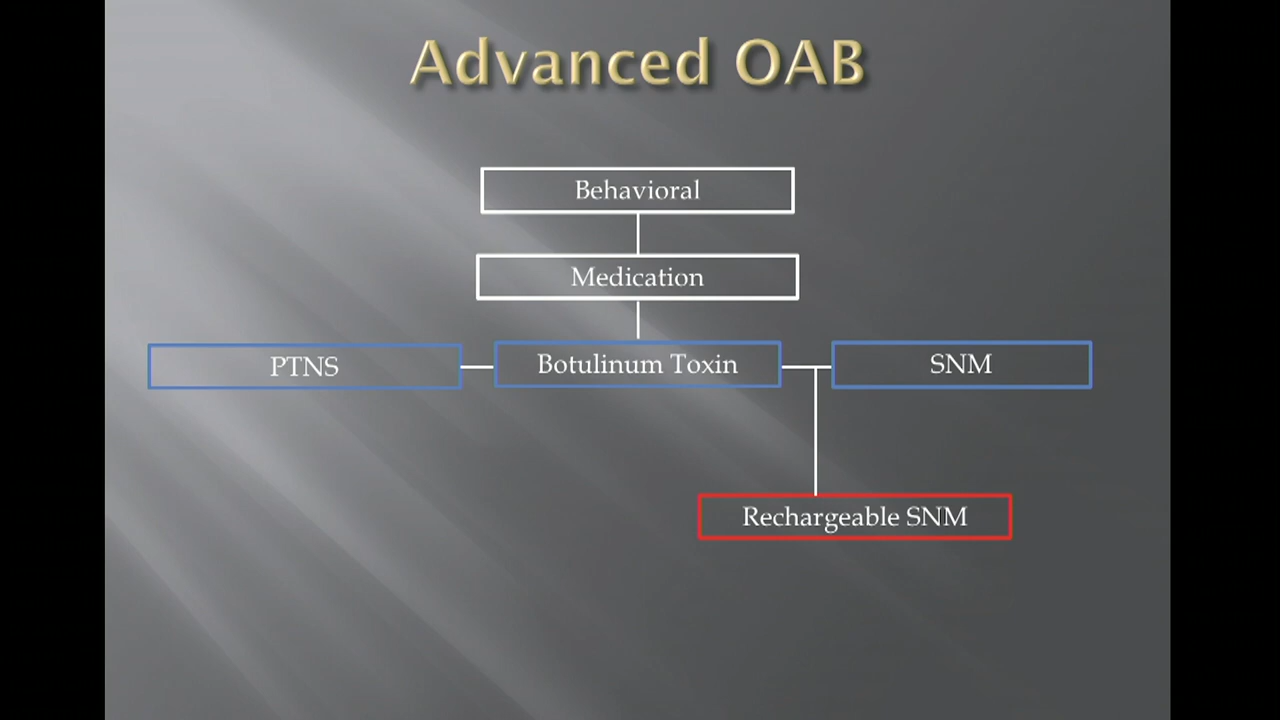 Advanced OAB
Behavioral
Medication
PTNS
Botulinum Toxin
SNM
Rechargeable SNM